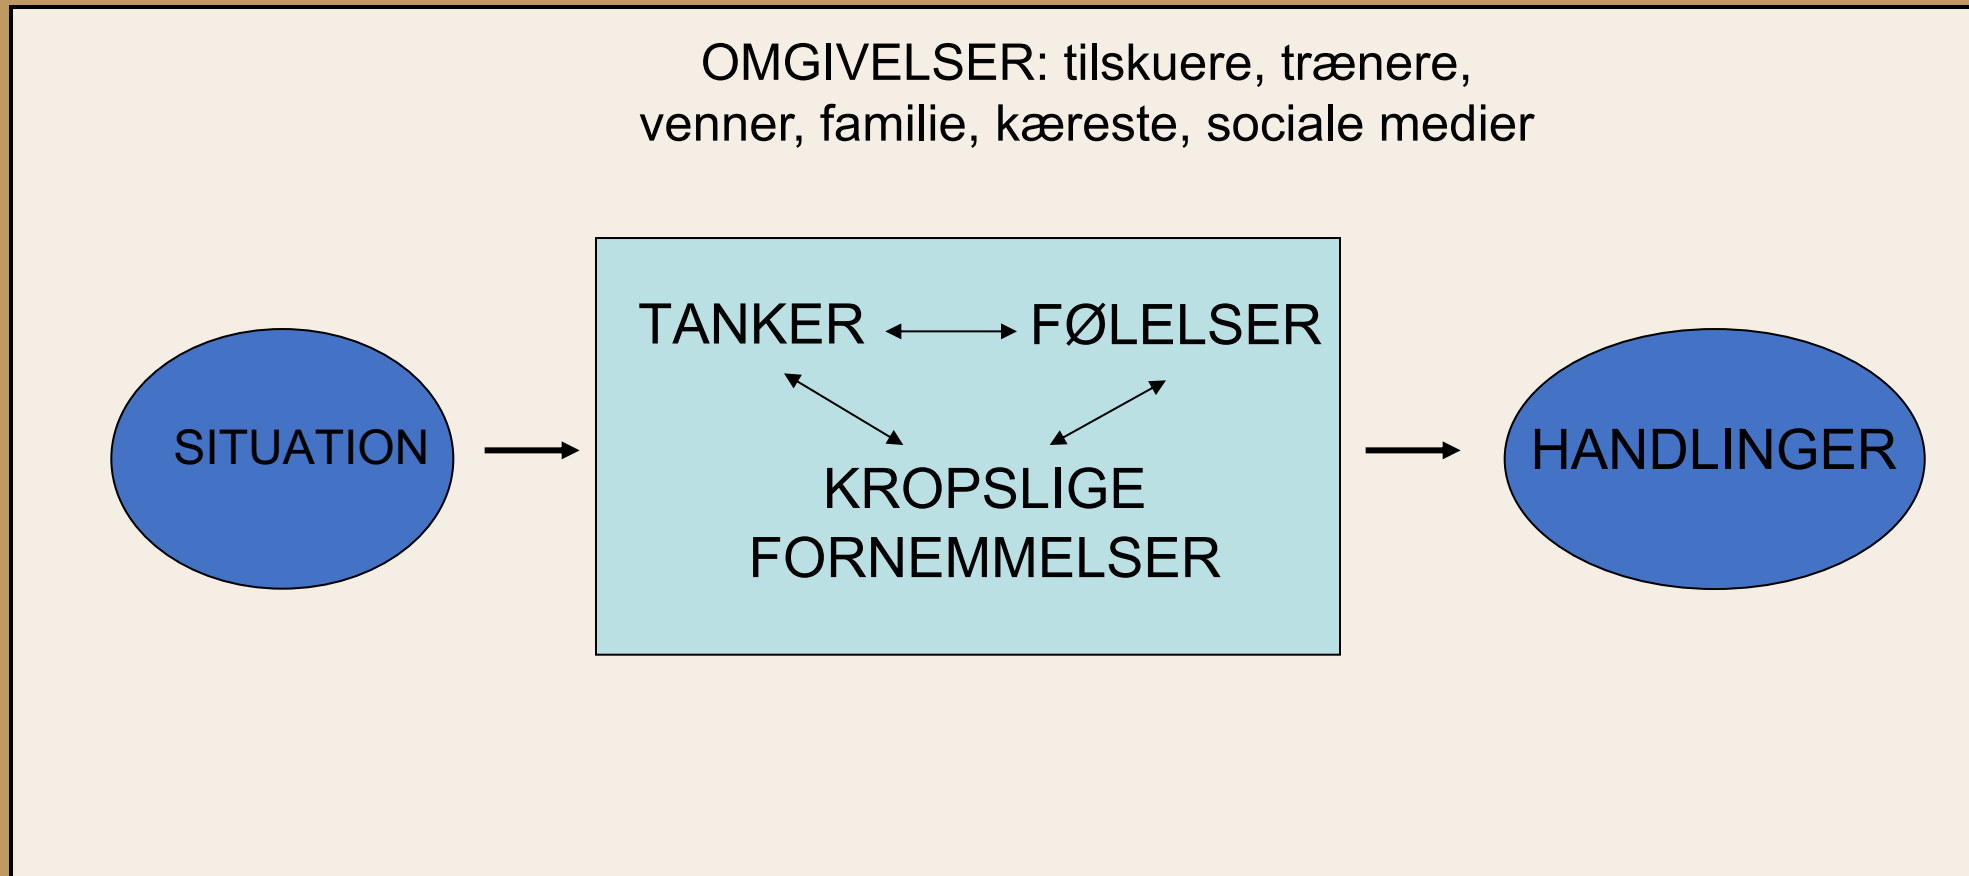 OMGIVELSER: tilskuere, trænere,
venner, familie, kæreste, sociale medier
TANKER
FØLELSER
SITUATION
HANDLINGER
KROPSLIGE
FORNEMMELSER